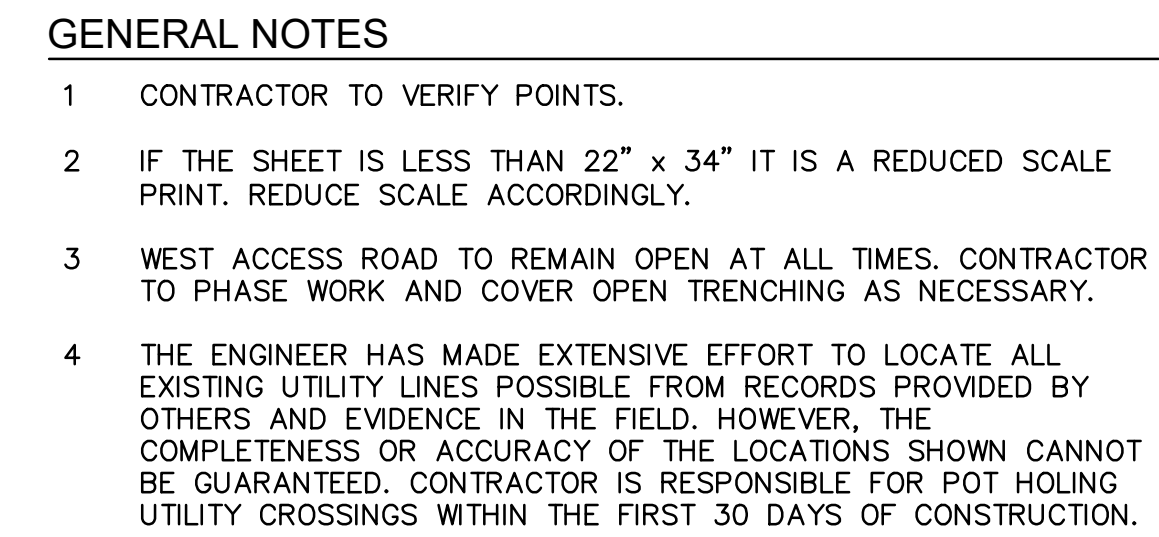 GENERAL NOTES
1 CONTRACTOR TO VERIFY POINTS.
2 IF THE SHEET IS LESS THAN 22" x 34" IT IS A REDUCED SCALE
PRINT. REDUCE SCALE ACCORDINGLY.
3 WEST ACCESS ROAD TO REMAIN OPEN AT ALL TIMES. CONTRACTOR
TO PHASE WORK AND COVER OPEN TRENCHING AS NECESSARY.
4 THE ENGINEER HAS MADE EXTENSIVE EFFORT TO LOCATE ALL
EXISTING UTILITY LINES POSSIBLE FROM RECORDS PROVIDED BY
OTHERS AND EVIDENCE IN THE FIELD. HOWEVER, THE
COMPLETENESS OR ACCURACY OF THE LOCATIONS SHOWN CANNOT
BE GUARANTEED. CONTRACTOR IS RESPONSIBLE FOR POT HOLING
UTILITY CROSSINGS WITHIN THE FIRST 30 DAYS OF CONSTRUCTION.